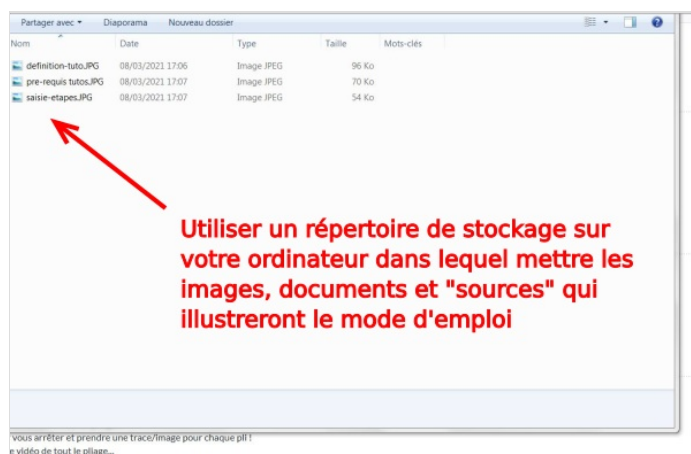 Partager avec Diaporama Nouveau dossier
Nom Date Type Taille Mots-clés
definition-tuto.JPG 08/03/2021 17:06 Image JPEG 96 Ko
pre-requis tutos.JPG 08/03/2021 17:07 Image JPEG 70 Ko
saisie-etapes.JPG 08/03/2021 17:07 Image JPEG 54 Ko
Utiliser un répertoire de stockage sur
votre ordinateur dans lequel mettre les
images, documents et "sources" qui
illustreront le mode d'emploi
vous arrêter et prendre une trace/image pour chaque pli !
e vidéo de tout le pliage...